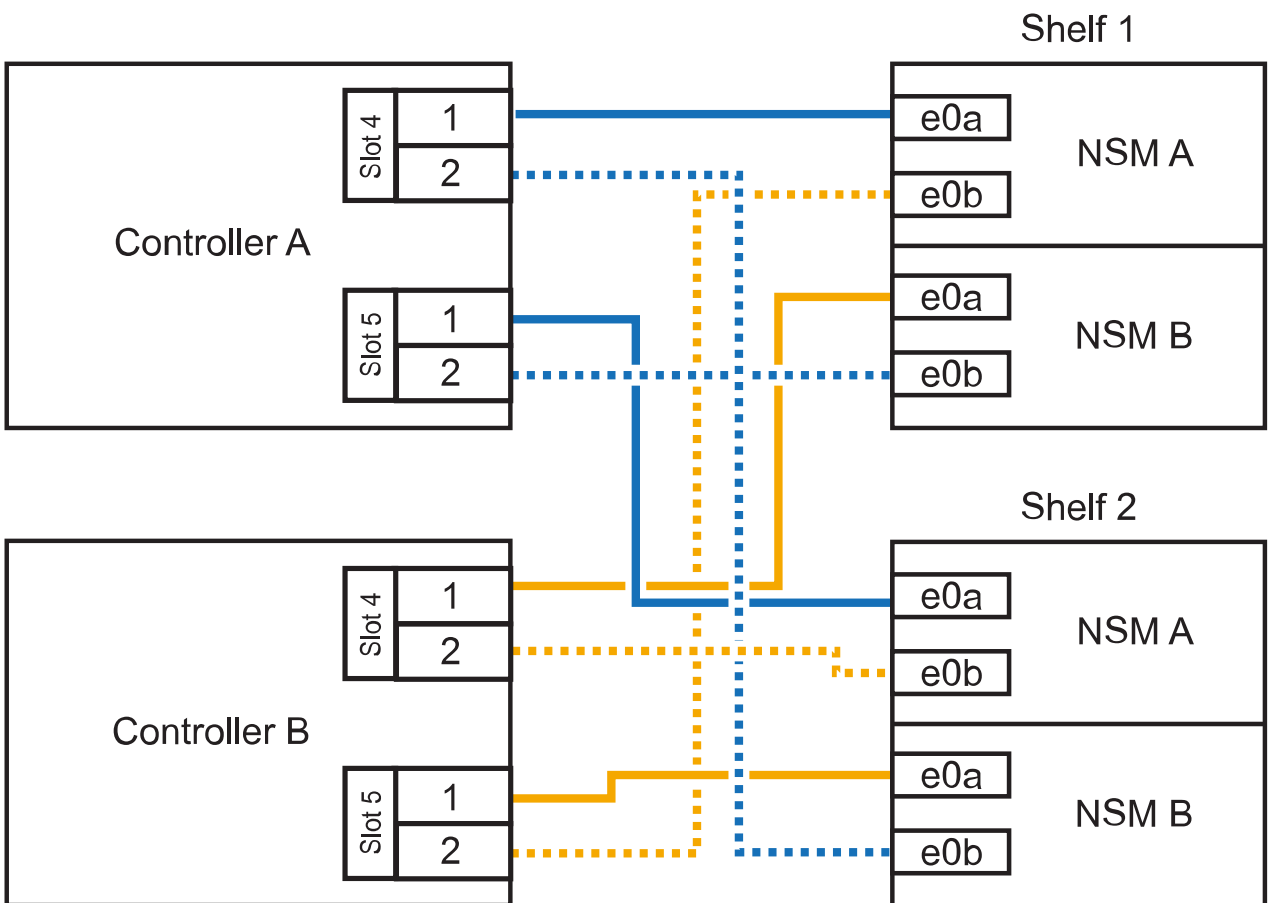 Shelf 1
Controller A
Slot 4
1
2
Slot 5
1
2
e0a
e0b
NSM A
e0a
e0b
NSM B
Shelf 2
Controller B
Slot 4
1
2
Slot 5
1
2
e0a
e0b
NSM A
e0a
e0b
NSM B